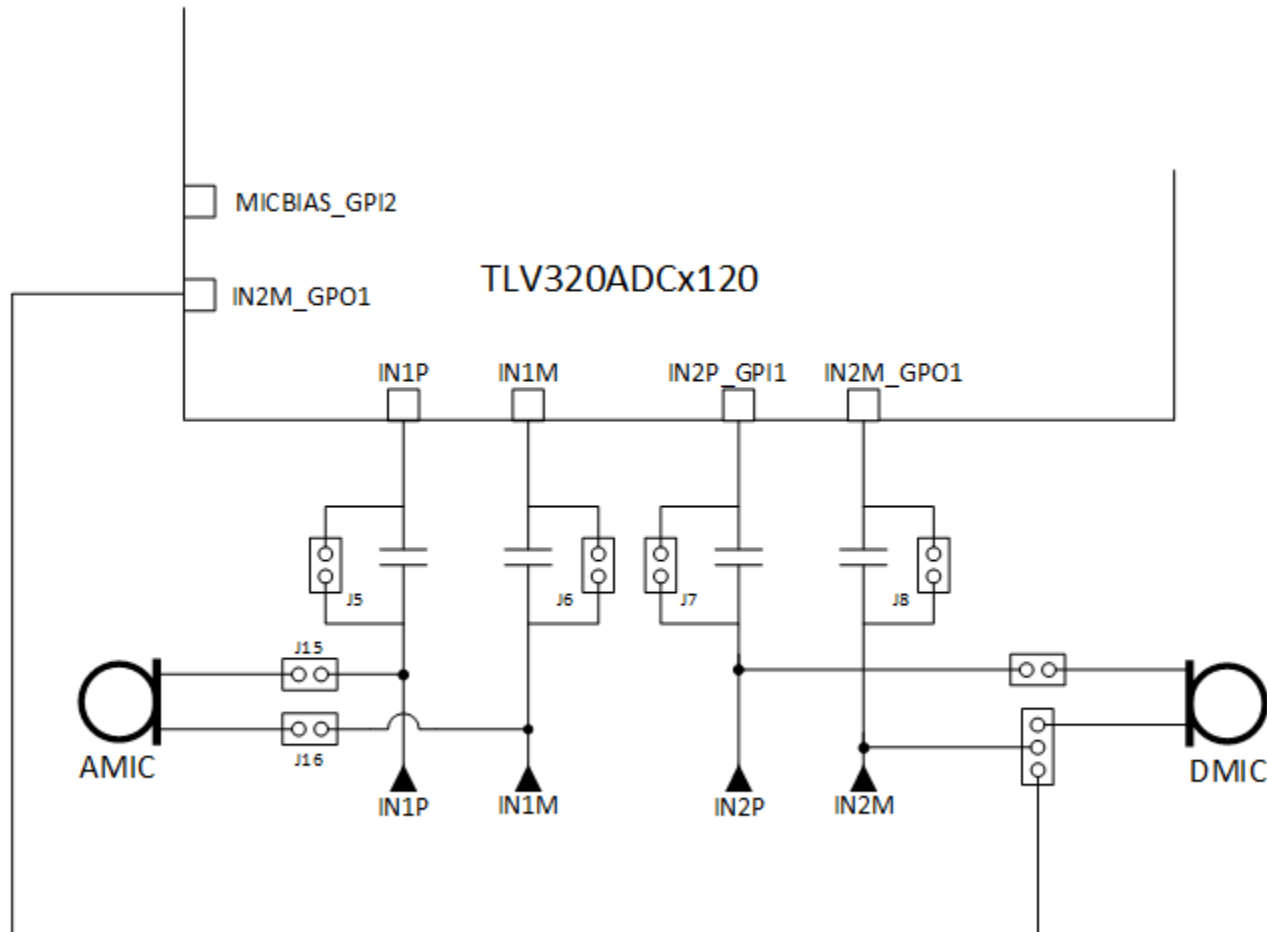 MICBIAS_GPI2
TLV320ADCx120
IN2M_GPO1
IN1P
IN1M
IN2P_GPI1
IN2M_GPO1
J5
J6
J7
J8
J15
J16
AMIC
DMIC
IN1P
IN1M
IN2P
IN2M